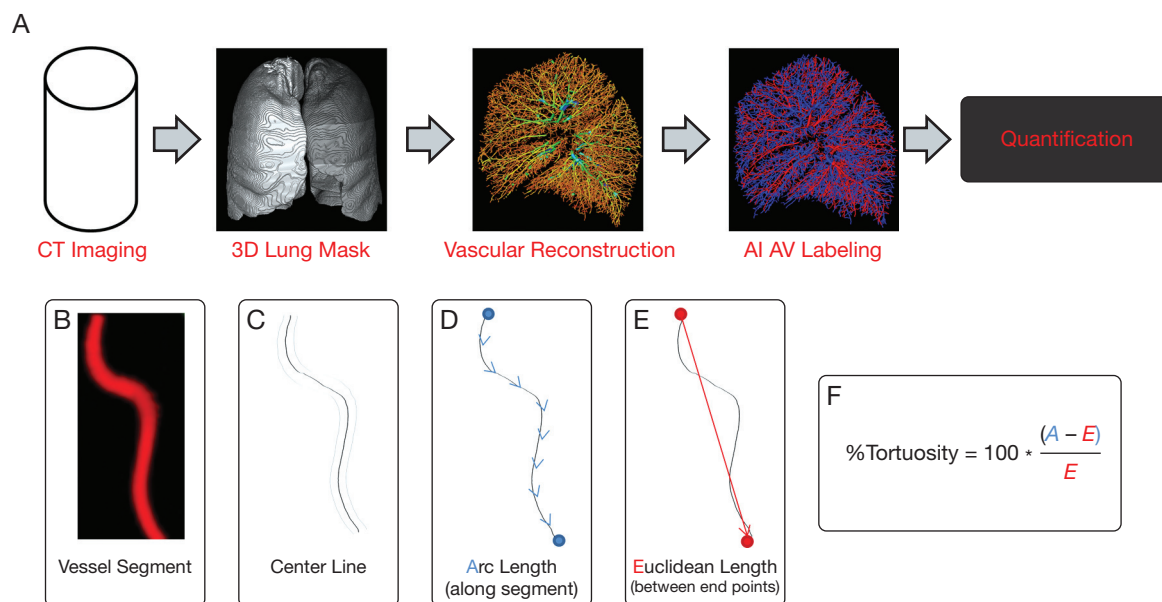 A
CT Imaging
3D Lung Mask
Vascular Reconstruction
AI AV Labeling
Quantification
B
Vessel Segment
C
Center Line
D
Arc Length
(along segment)
E
Euclidean Length
(between end points)
F
%Tortuosity = 100 * (A – E) / E